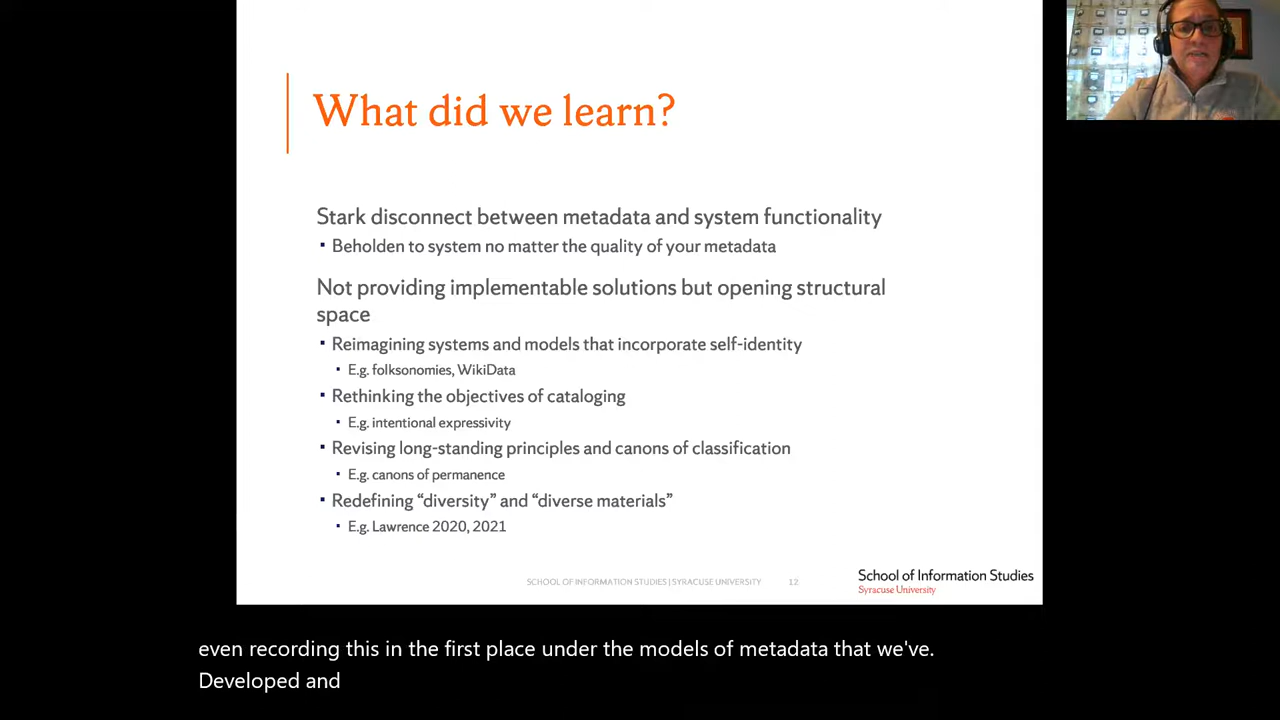 What did we learn?
Stark disconnect between metadata and system functionality
▪ Beholden to system no matter the quality of your metadata
Not providing implementable solutions but opening structural
space
▪ Reimagining systems and models that incorporate self-identity
▪ E.g. folksonomies, WikiData
▪ Rethinking the objectives of cataloging
▪ E.g. intentional expressivity
▪ Revising long-standing principles and canons of classification
▪ E.g. canons of permanence
▪ Redefining “diversity” and “diverse materials”
▪ E.g. Lawrence 2020, 2021
SCHOOL OF INFORMATION STUDIES | SYRACUSE UNIVERSITY 12
School of Information Studies
Syracuse University
even recording this in the first place under the models of metadata that we've.
Developed and